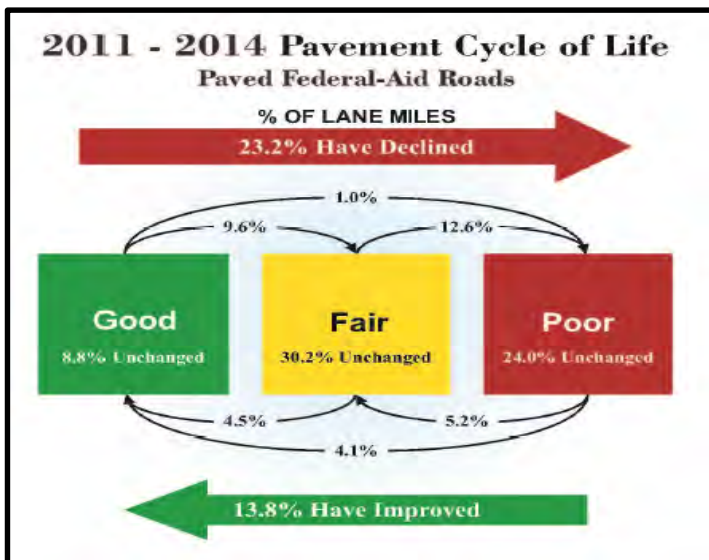 2011 - 2014 Pavement Cycle of Life
Paved Federal-Aid Roads
% OF LANE MILES
23.2% Have Declined
1.0%
9.6%
12.6%
Good
8.8% Unchanged
Fair
30.2% Unchanged
Poor
24.0% Unchanged
4.5%
5.2%
4.1%
13.8% Have Improved